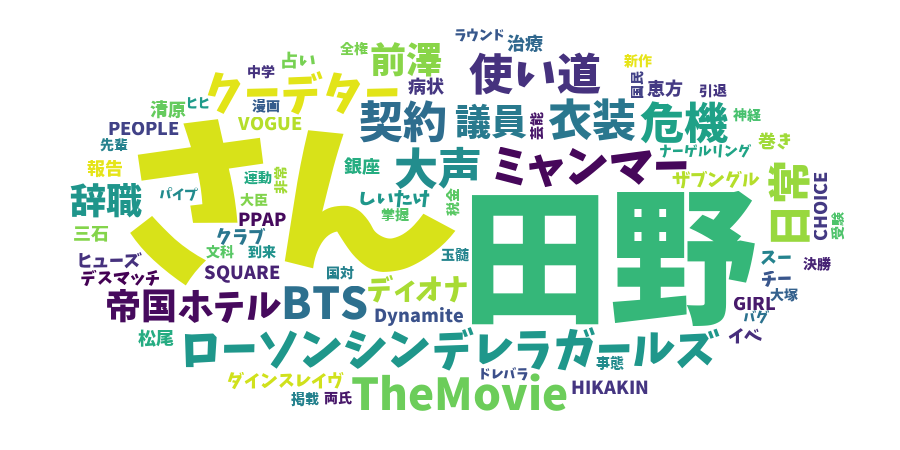 ラウンド
治療
全権
占い
中学
前澤
使い道
新作
国民
恵方
引退
病状
クーデター
清原
ヒヒ
漫画
PEOPLE
VOGUE
先輩
契約
議員
芸能
衣装
危機
神経
巻き
ナーゲルリング
さん
大声
ミャンマー
報告
銀座
運動
非常
大臣
ザブングル
日常
CHOICE
受験
辞職
パイプ
しいたけ
掌握
税金
田野
三石
PPAP
クラブ
文科
到来
玉髄
ヒューズ
デスマッチ
SQUARE
国対
スー
チー
決勝
大塚
帝国ホテル
BTS
ディオナ
Dynamite
GIRL
バグ
イベ
松尾
ローソンシンデレラガールズ
事態
ダインスレイヴ
ドレバラ
掲載
両氏
TheMovie
HIKAKIN